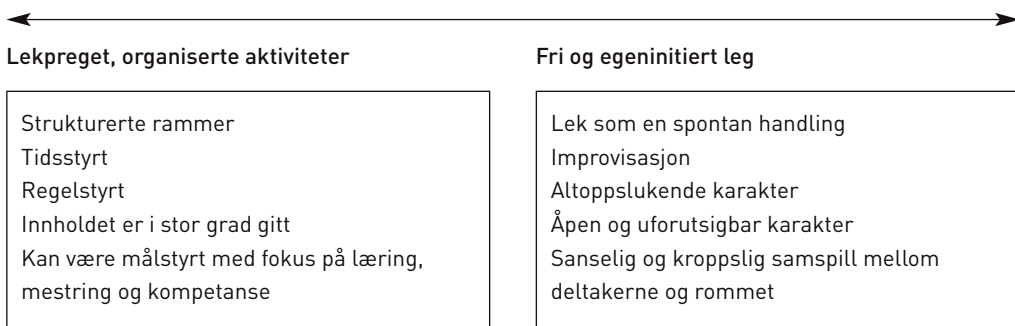 Lekpreget, organiserte aktiviteter
Strukturerte rammer
Tidsstyrt
Regelstyrt
Innholdet er i stor grad gitt
Kan være målstyrt med fokus på læring,
mestring og kompetanse
Fri og egeninitiert leg
Lek som en spontan handling
Improvisasjon
Altoppslukende karakter
Åpen og uforutsigbar karakter
Sanselig og kroppslig samspill mellom
deltakerne og rommet